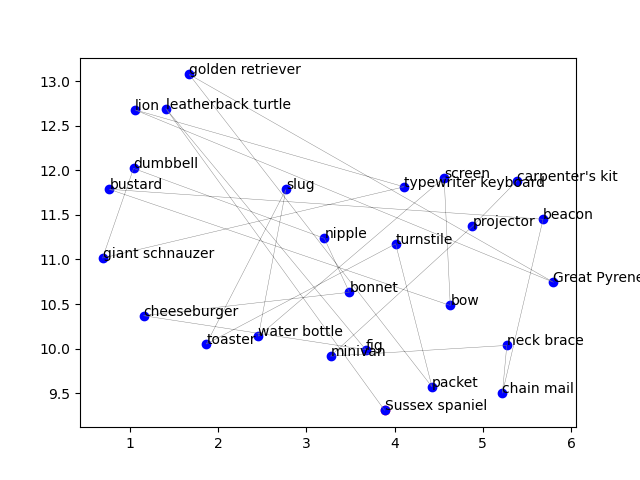 golden retriever
13.0
lion
leatherback turtle
12.5
dumbbell
12.0
screen
carpenter's kit
bustard
slug
typewriter keyboard
11.5
beacon
projector
nipple
turnstile
11.0
giant schnauzer
Great Pyrene
bonnet
10.5
bow
cheeseburger
toaster
water bottle
neck brace
10.0
fig
minivan
packet
9.5
chain mail
Sussex spaniel
1
2
3
4
5
6